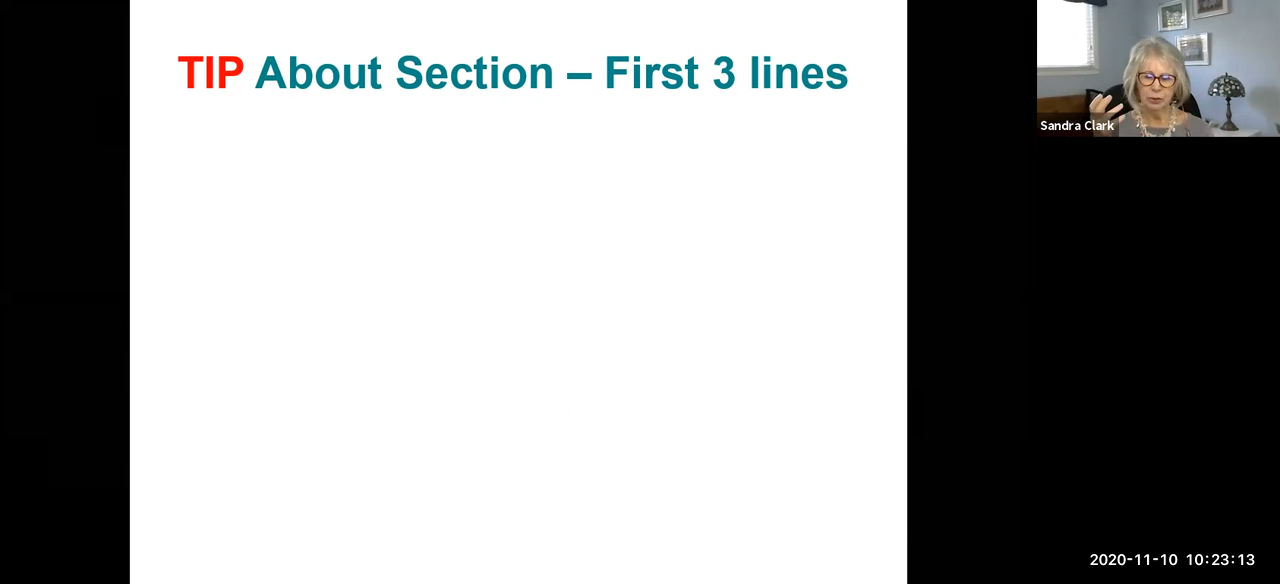 TIP About Section – First 3 lines
Sandra Clark
2020-11-10 10:23:13